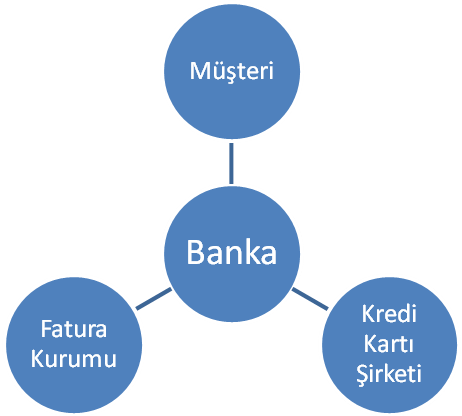 Müşteri
Banka
Fatura
Kurumu
Kredi
Kartı
Şirketi